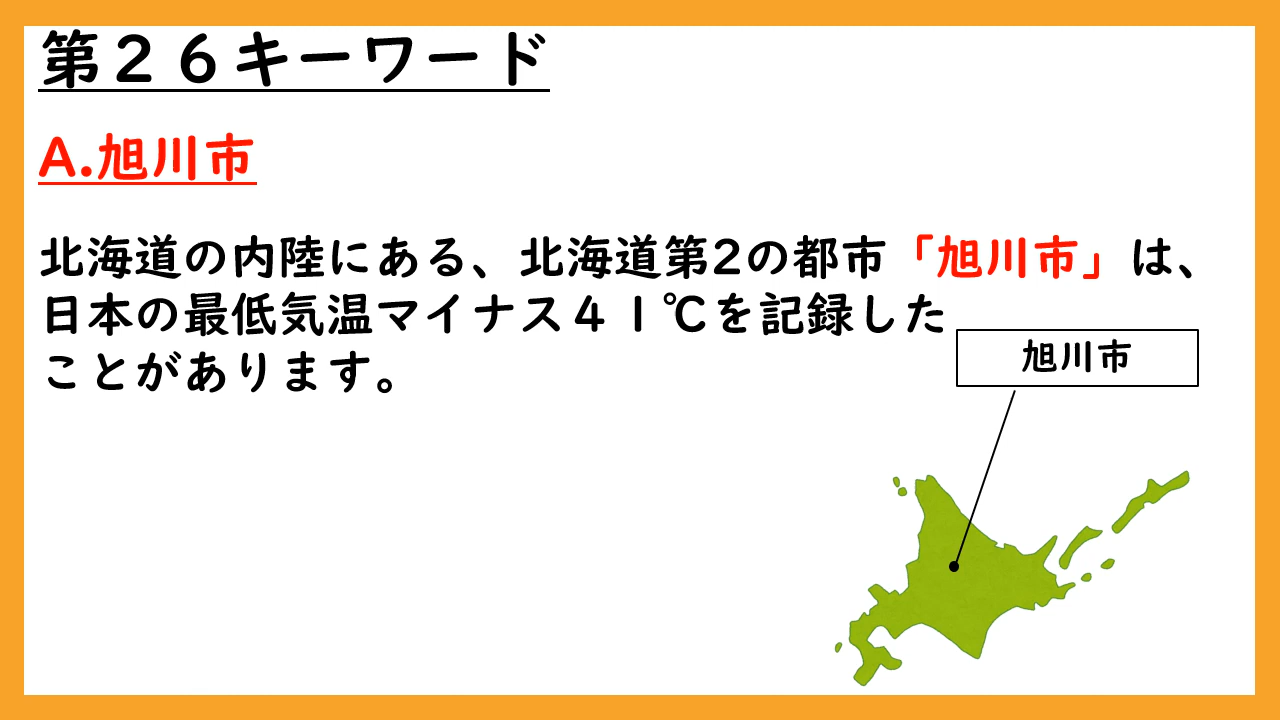 第２６キーワード
A.旭川市
北海道の内陸にある、北海道第2の都市「旭川市」は、
日本の最低気温マイナス４１℃を記録した
ことがあります。
旭川市